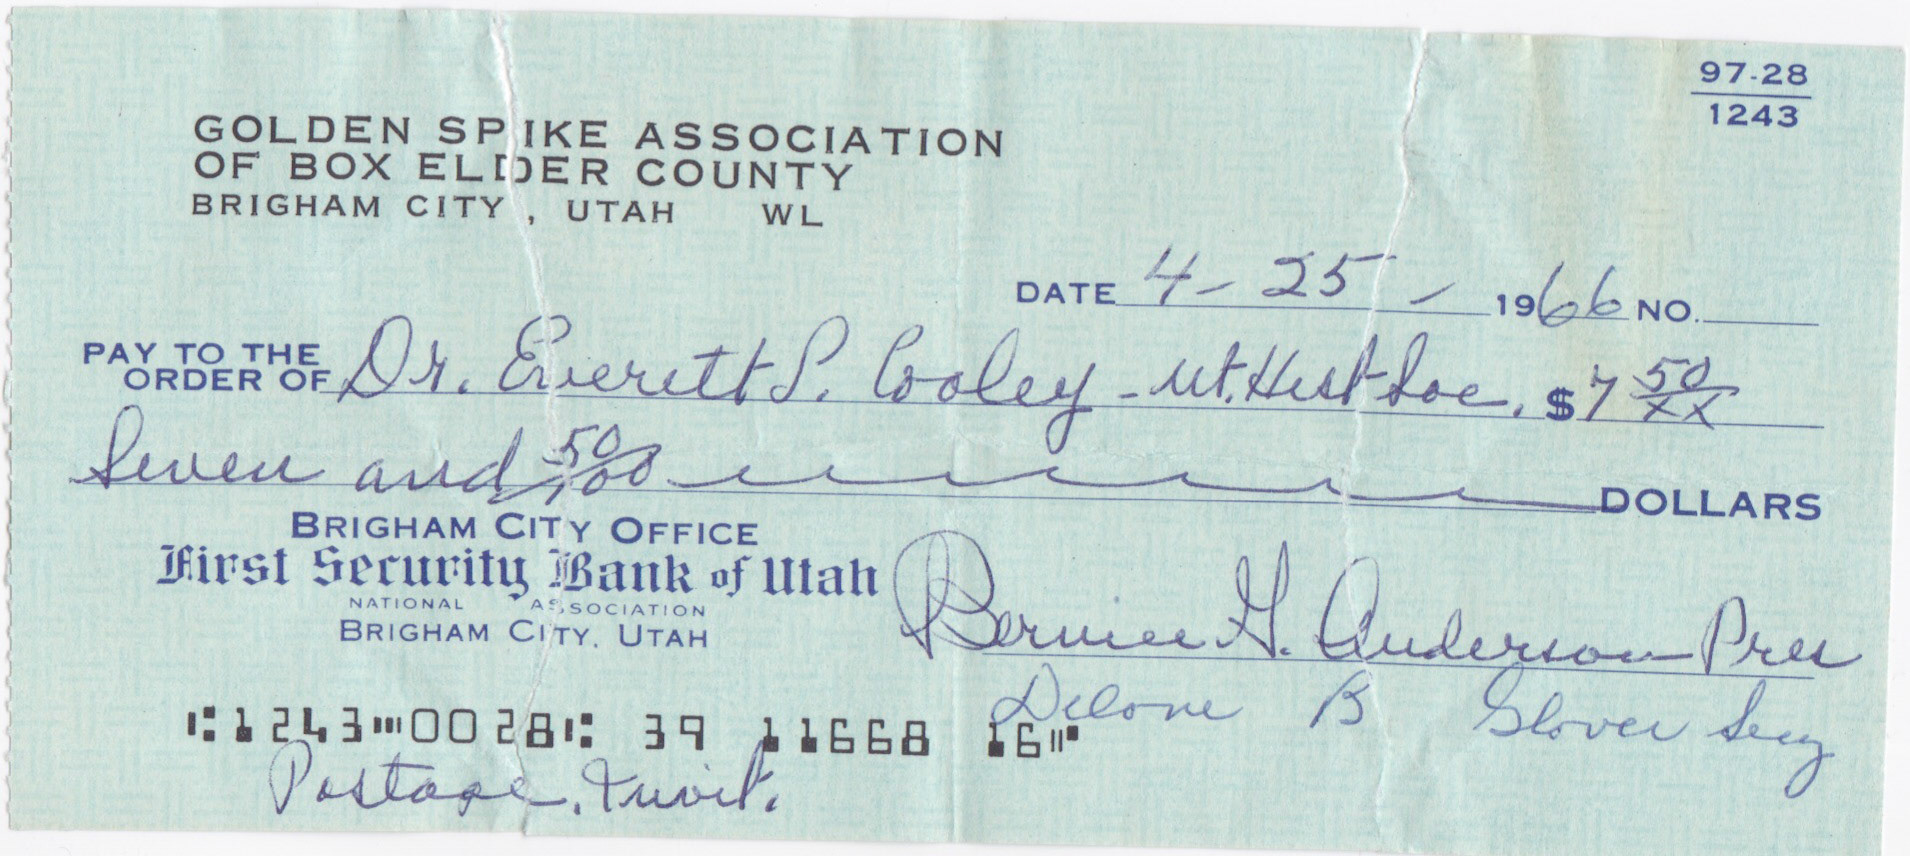 97-28
1243
GOLDEN SPIKE ASSOCIATION
OF BOX ELDER COUNTY
BRIGHAM CITY, UTAH WL
DATE 4-25- 1966 NO.
PAY TO THE ORDER OF Dr. Everett L. Cooley - Ut. Hist Soc. $7 50/XX
Seven and 50/100 DOLLARS
BRIGHAM CITY OFFICE
First Security Bank of Utah
NATIONAL ASSOCIATION
BRIGHAM CITY, UTAH
Bernice G. Anderson Pres
Delone B Glover Secy
⑆1243⑉0028⑆ 39 11668 16⑈
Postage, Invit.